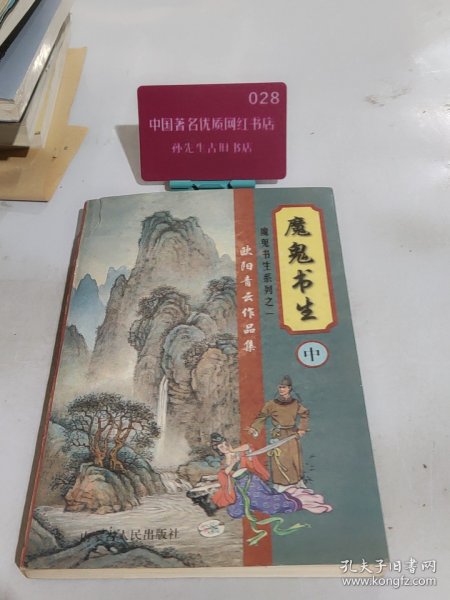 028
中国著名优质网红书店
孙先生古旧书店
魔鬼书生
中
魔鬼书生系列之一
欧阳青云作品集
人民出版社
孔夫子旧书网
www.kongfz.com